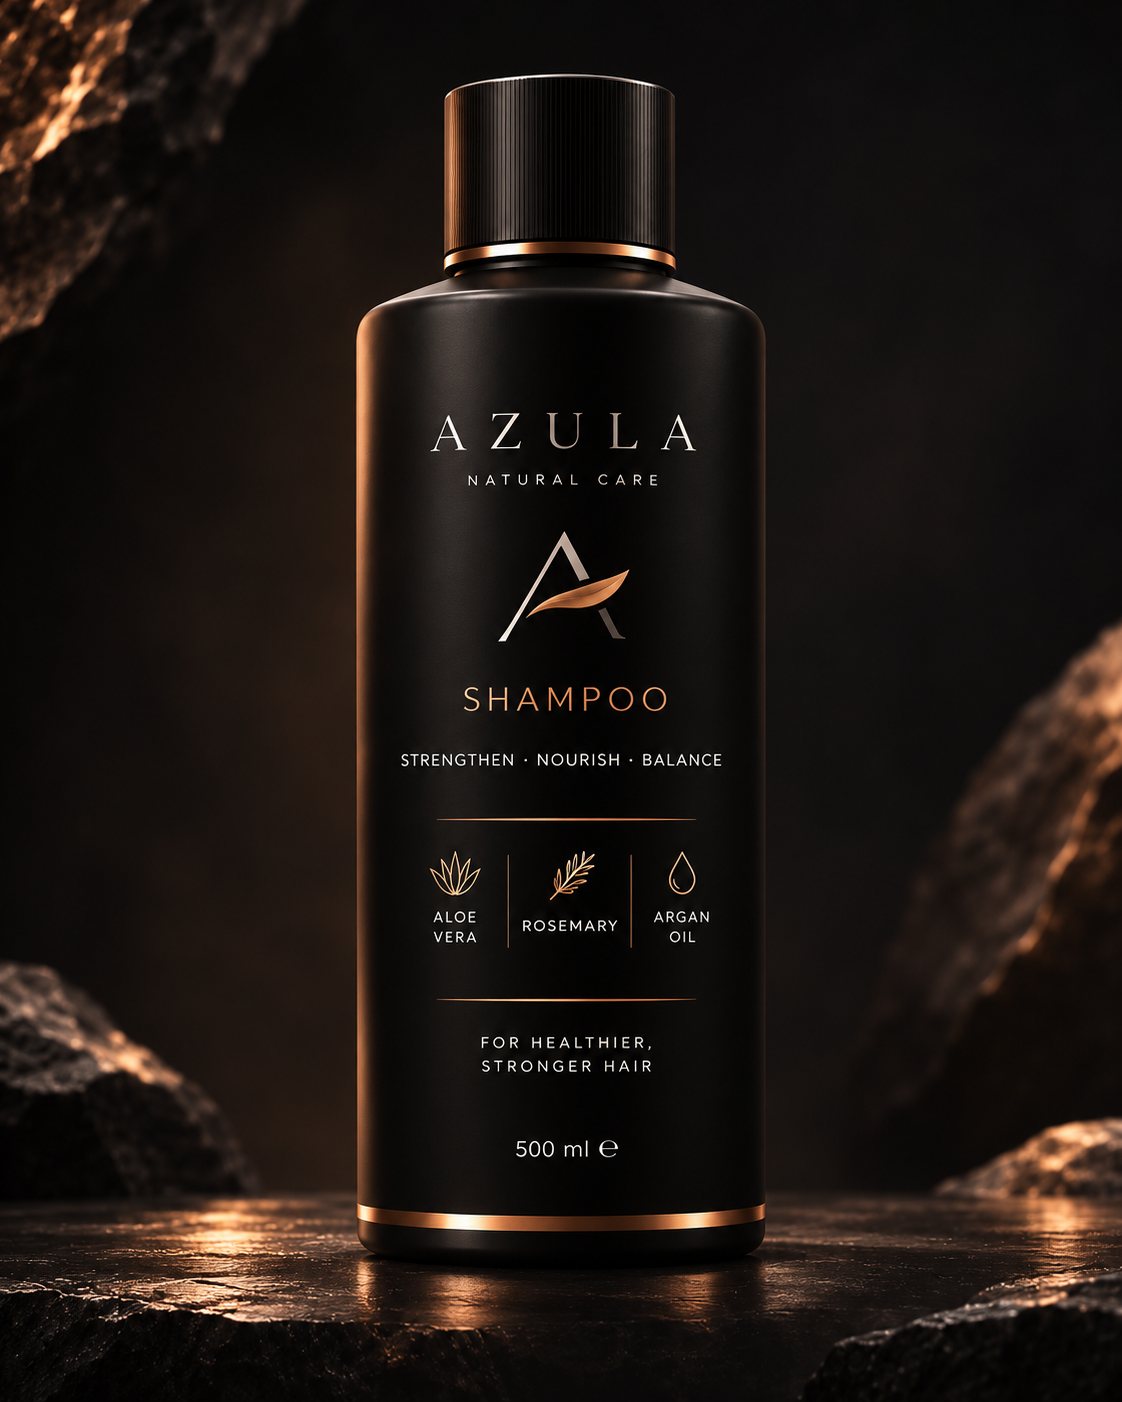 AZULA
NATURAL CARE
A
SHAMPOO
STRENGTHEN · NOURISH · BALANCE
ALOE
VERA
ROSEMARY
ARGAN
OIL
FOR HEALTHIER,
STRONGER HAIR
500 ml ℮